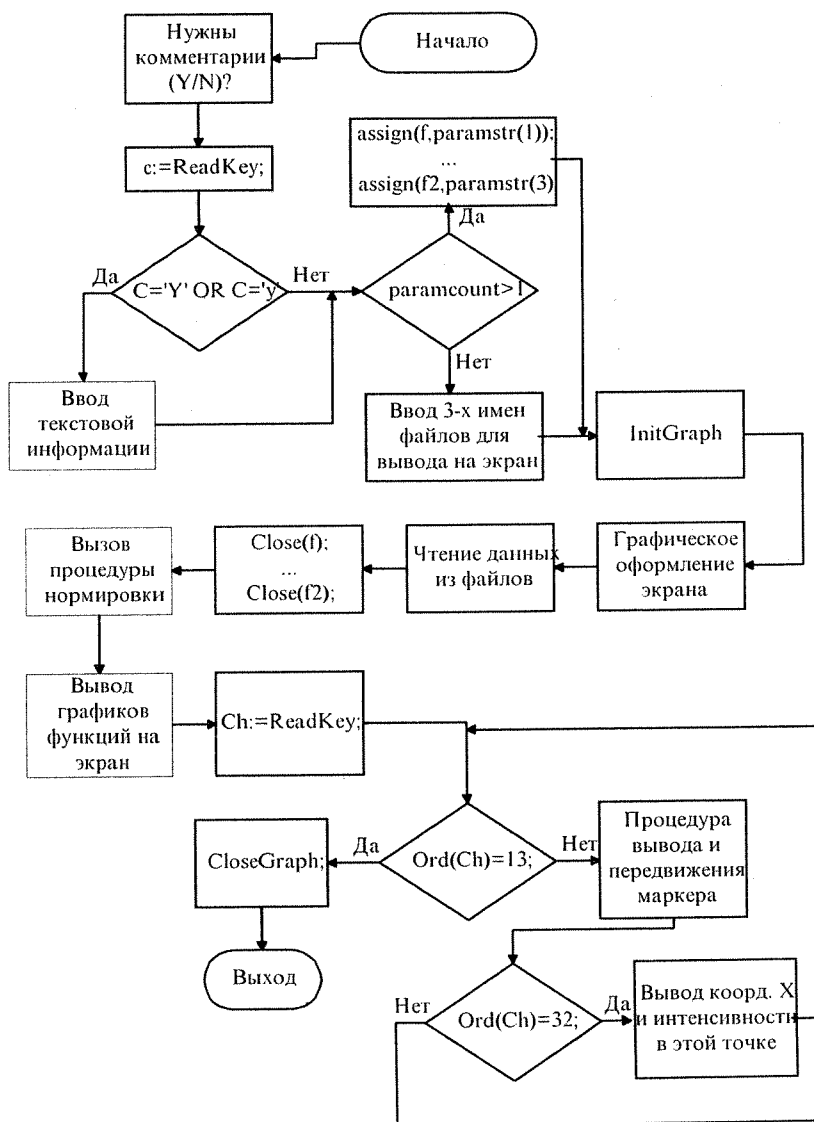 Начало
Нужны
комментарии
(Y/N)?
c:=ReadKey;
C='Y' OR C='y'
Да
Нет
Ввод
текстовой
информации
paramcount>1
Да
assign(f,paramstr(1));
...
assign(f2,paramstr(3)
Нет
Ввод 3-х имен
файлов для
вывода на экран
InitGraph
Графическое
оформление
экрана
Чтение данных
из файлов
Close(f);
...
Close(f2);
Вызов
процедуры
нормировки
Вывод
графиков
функций на
экран
Ch:=ReadKey;
Ord(Ch)=13;
Да
CloseGraph;
Выход
Нет
Процедура
вывода и
передвижения
маркера
Ord(Ch)=32;
Нет
Да
Вывод коорд. X
и интенсивности
в этой точке